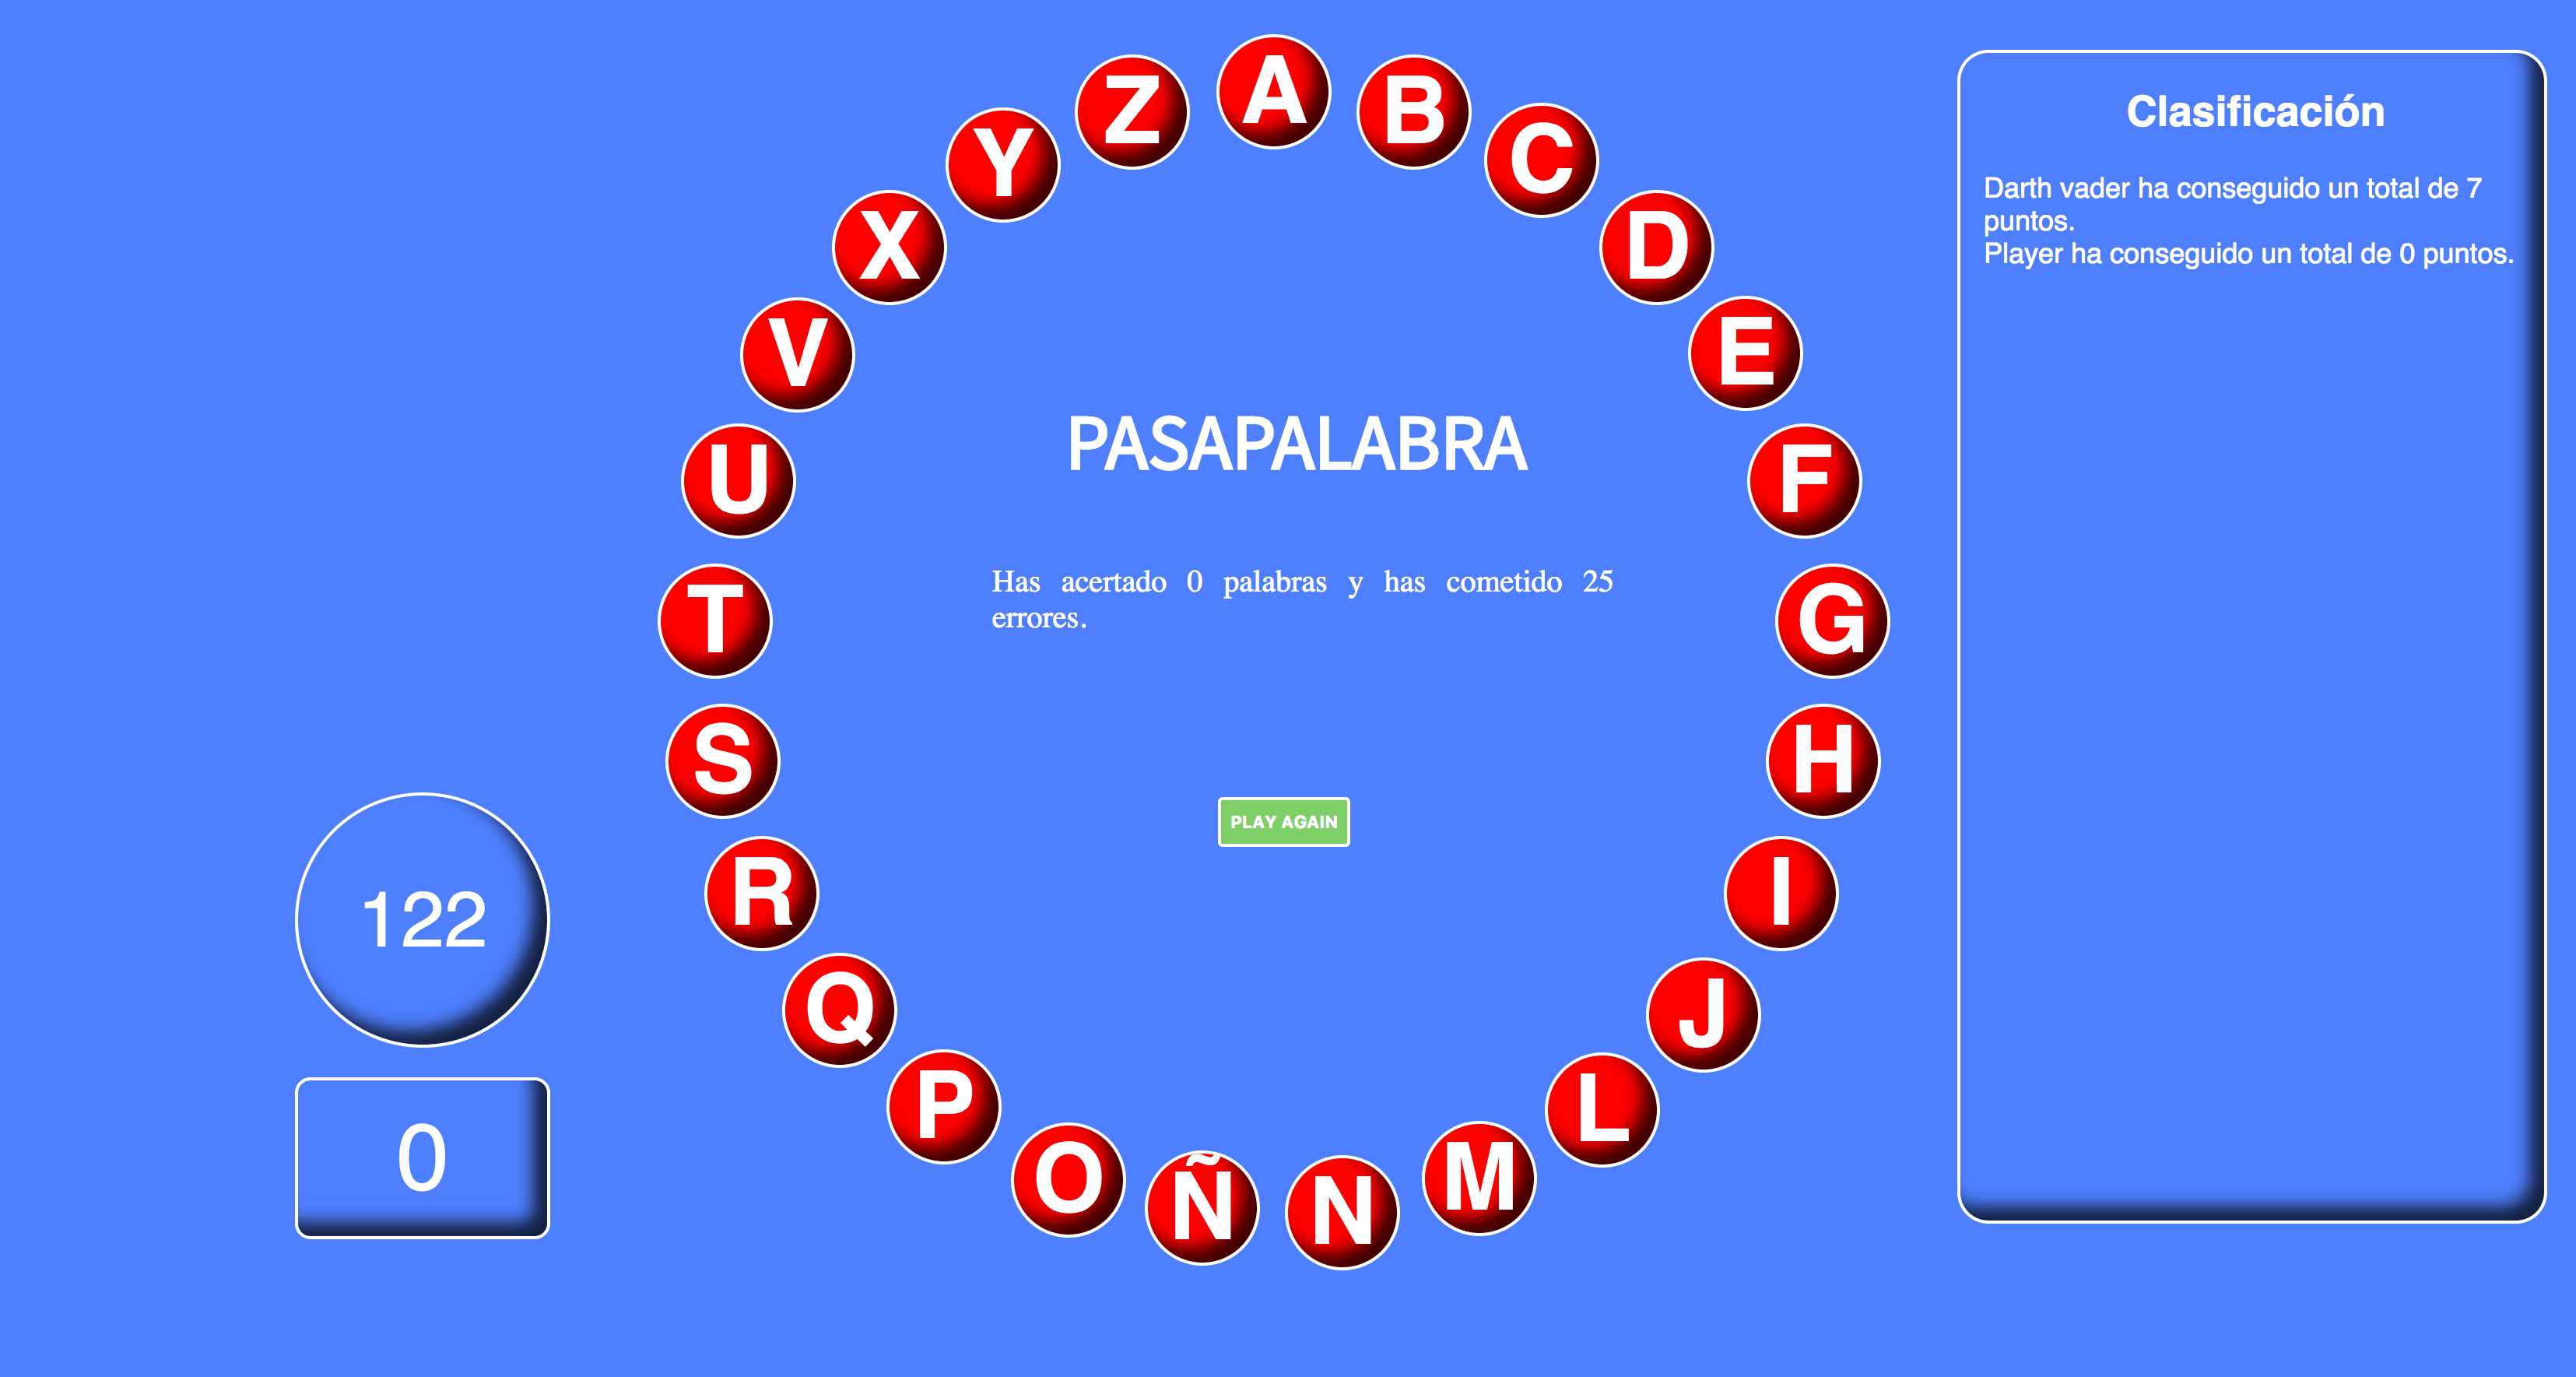 A
B
C
D
E
F
G
H
I
J
L
M
N
Ñ
O
P
Q
R
S
T
U
V
X
Y
Z
PASAPALABRA
Has acertado 0 palabras y has cometido 25
errores.
PLAY AGAIN
122
0
Clasificación
Darth vader ha conseguido un total de 7
puntos.
Player ha conseguido un total de 0 puntos.